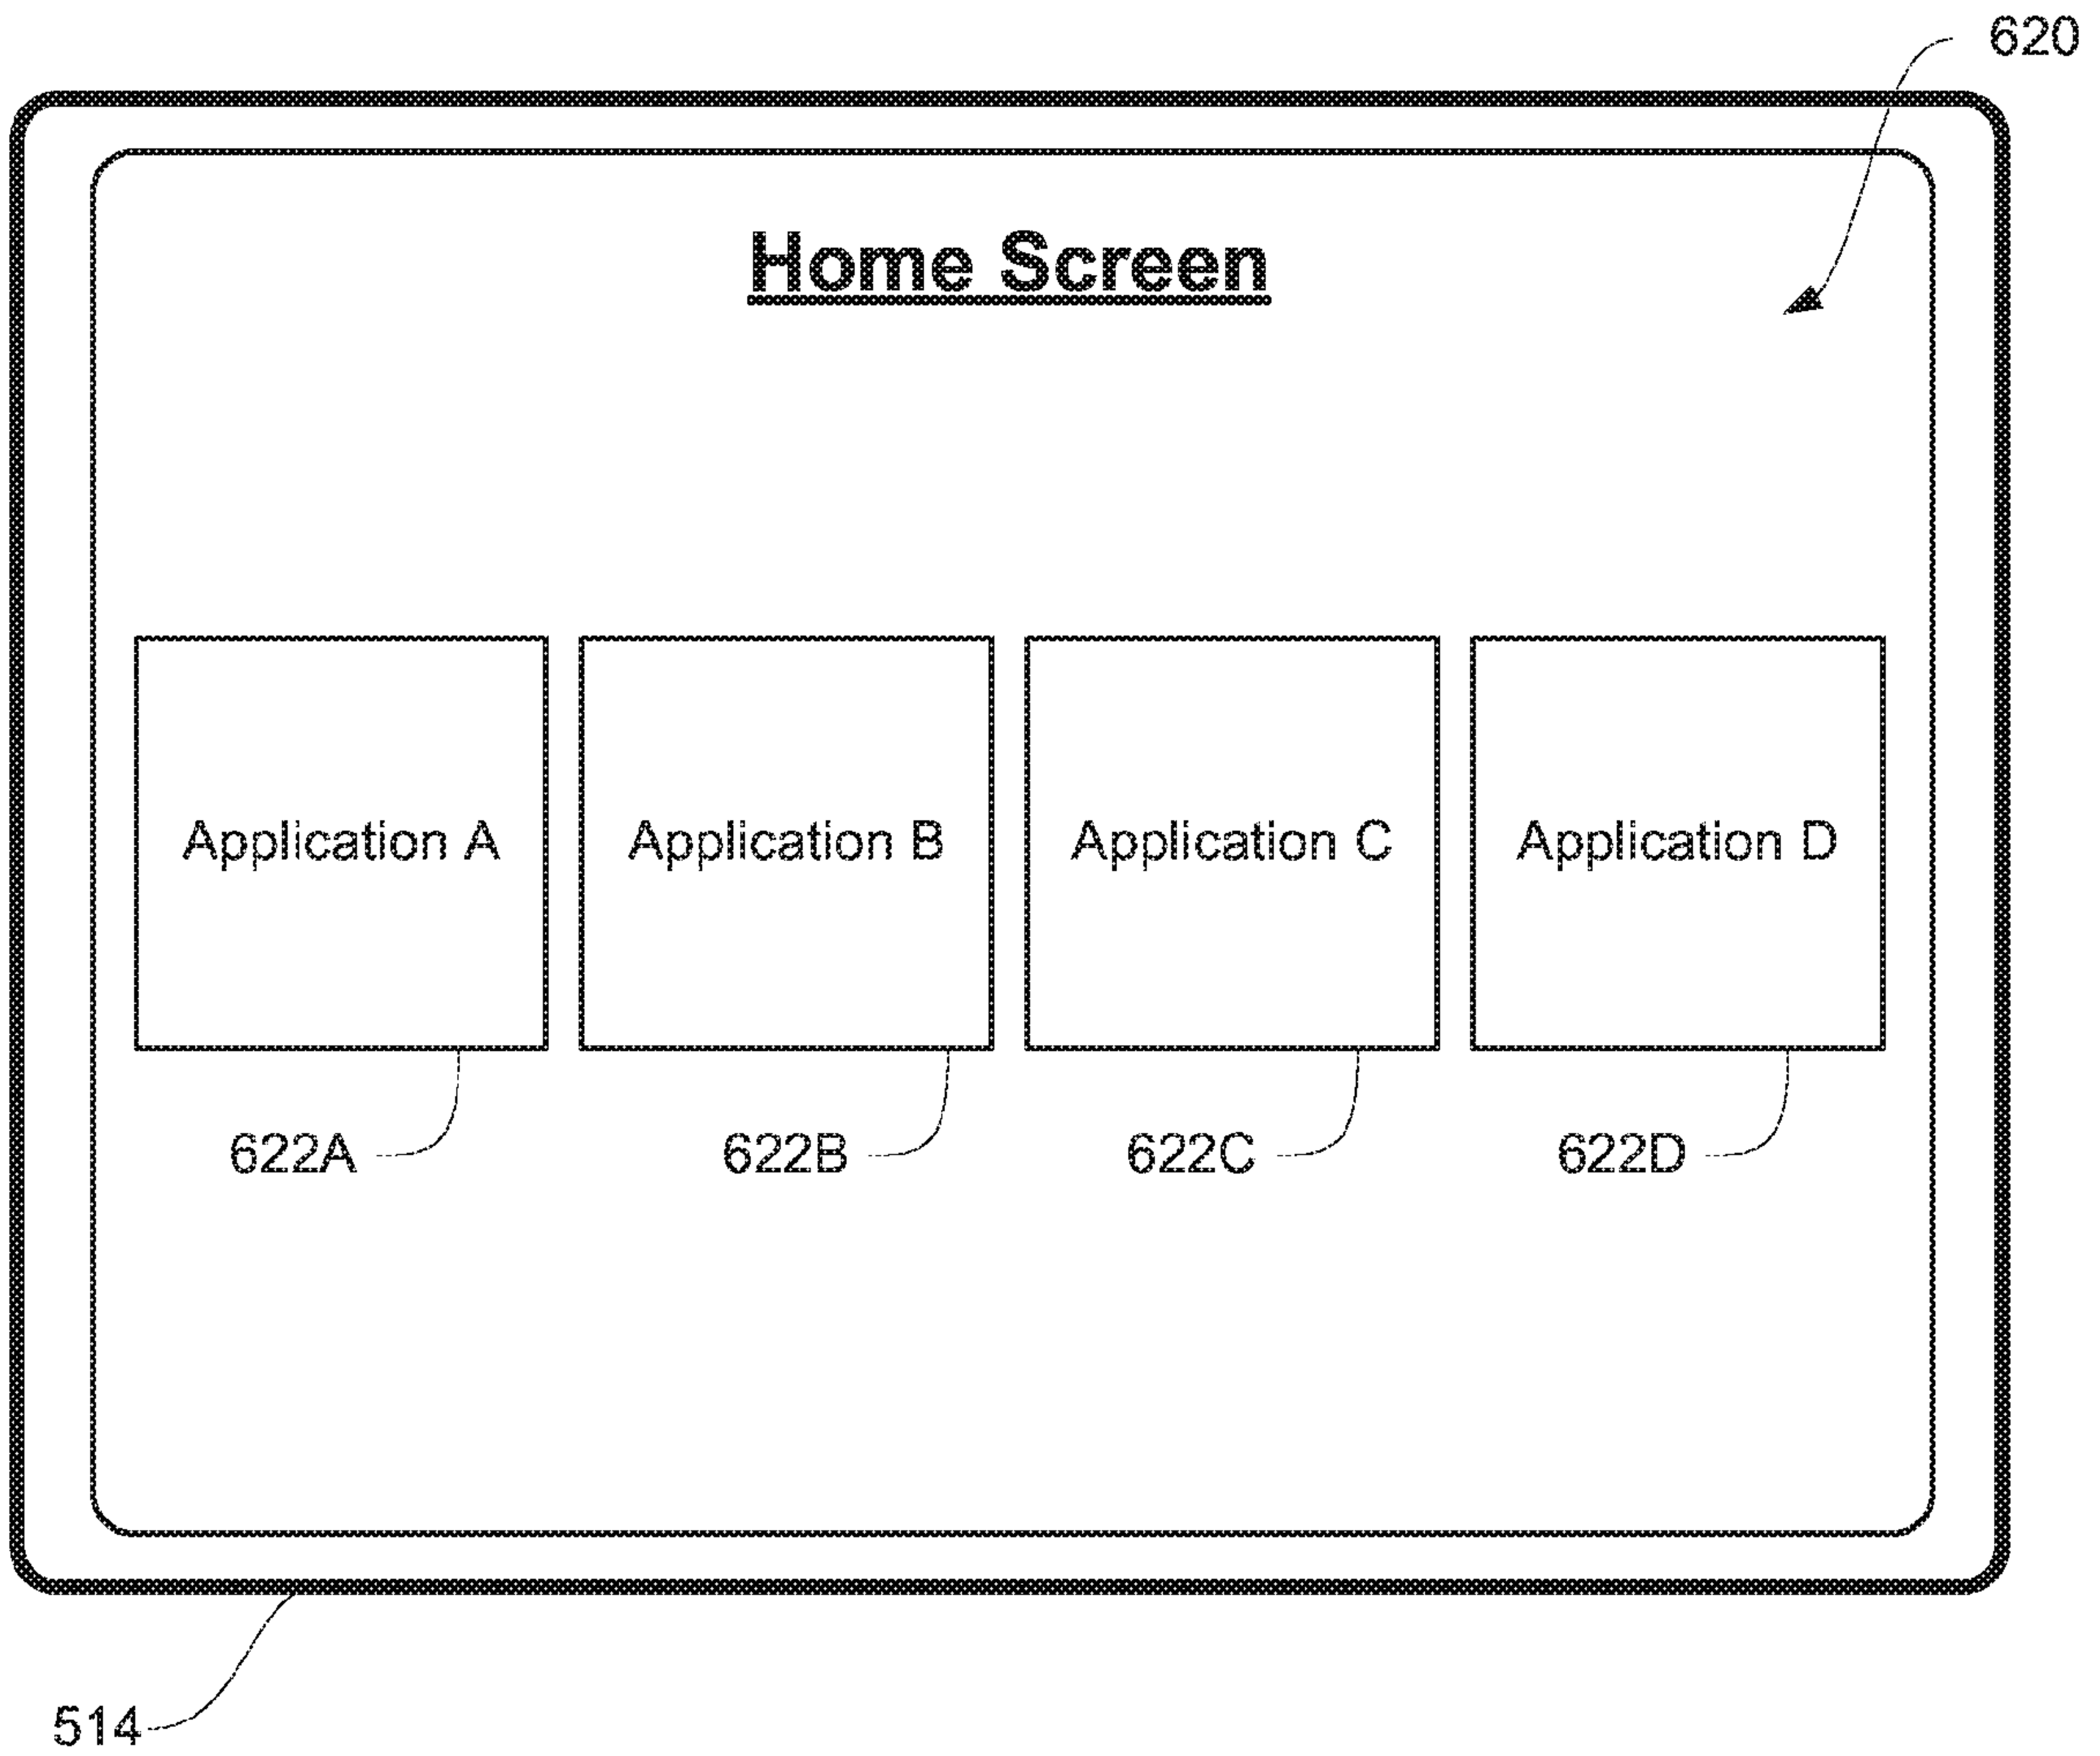 620
Home Screen
Application A
Application B
Application C
Application D
622A
622B
622C
622D
514